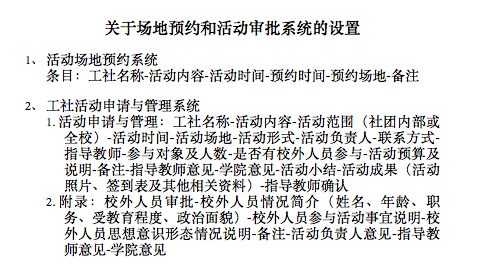 关于场地预约和活动审批系统的设置
1、 活动场地预约系统
条目：工社名称-活动内容-活动时间-预约时间-预约场地-备注
2、 工社活动申请与管理系统
1. 活动申请与管理：工社名称-活动内容-活动范围（社团内部或
全校）-活动时间-活动场地-活动形式-活动负责人-联系方式-
指导教师-参与对象及人数-是否有校外人员参与-活动预算及
说明-备注-指导教师意见-学院意见-活动小结-活动成果（活动
照片、签到表及其他相关资料）-指导教师确认
2. 附录：校外人员审批-校外人员情况简介（姓名、年龄、职
务、受教育程度、政治面貌）-校外人员参与活动事宜说明-校
外人员思想意识形态情况说明-备注-活动负责人意见-指导教
师意见-学院意见